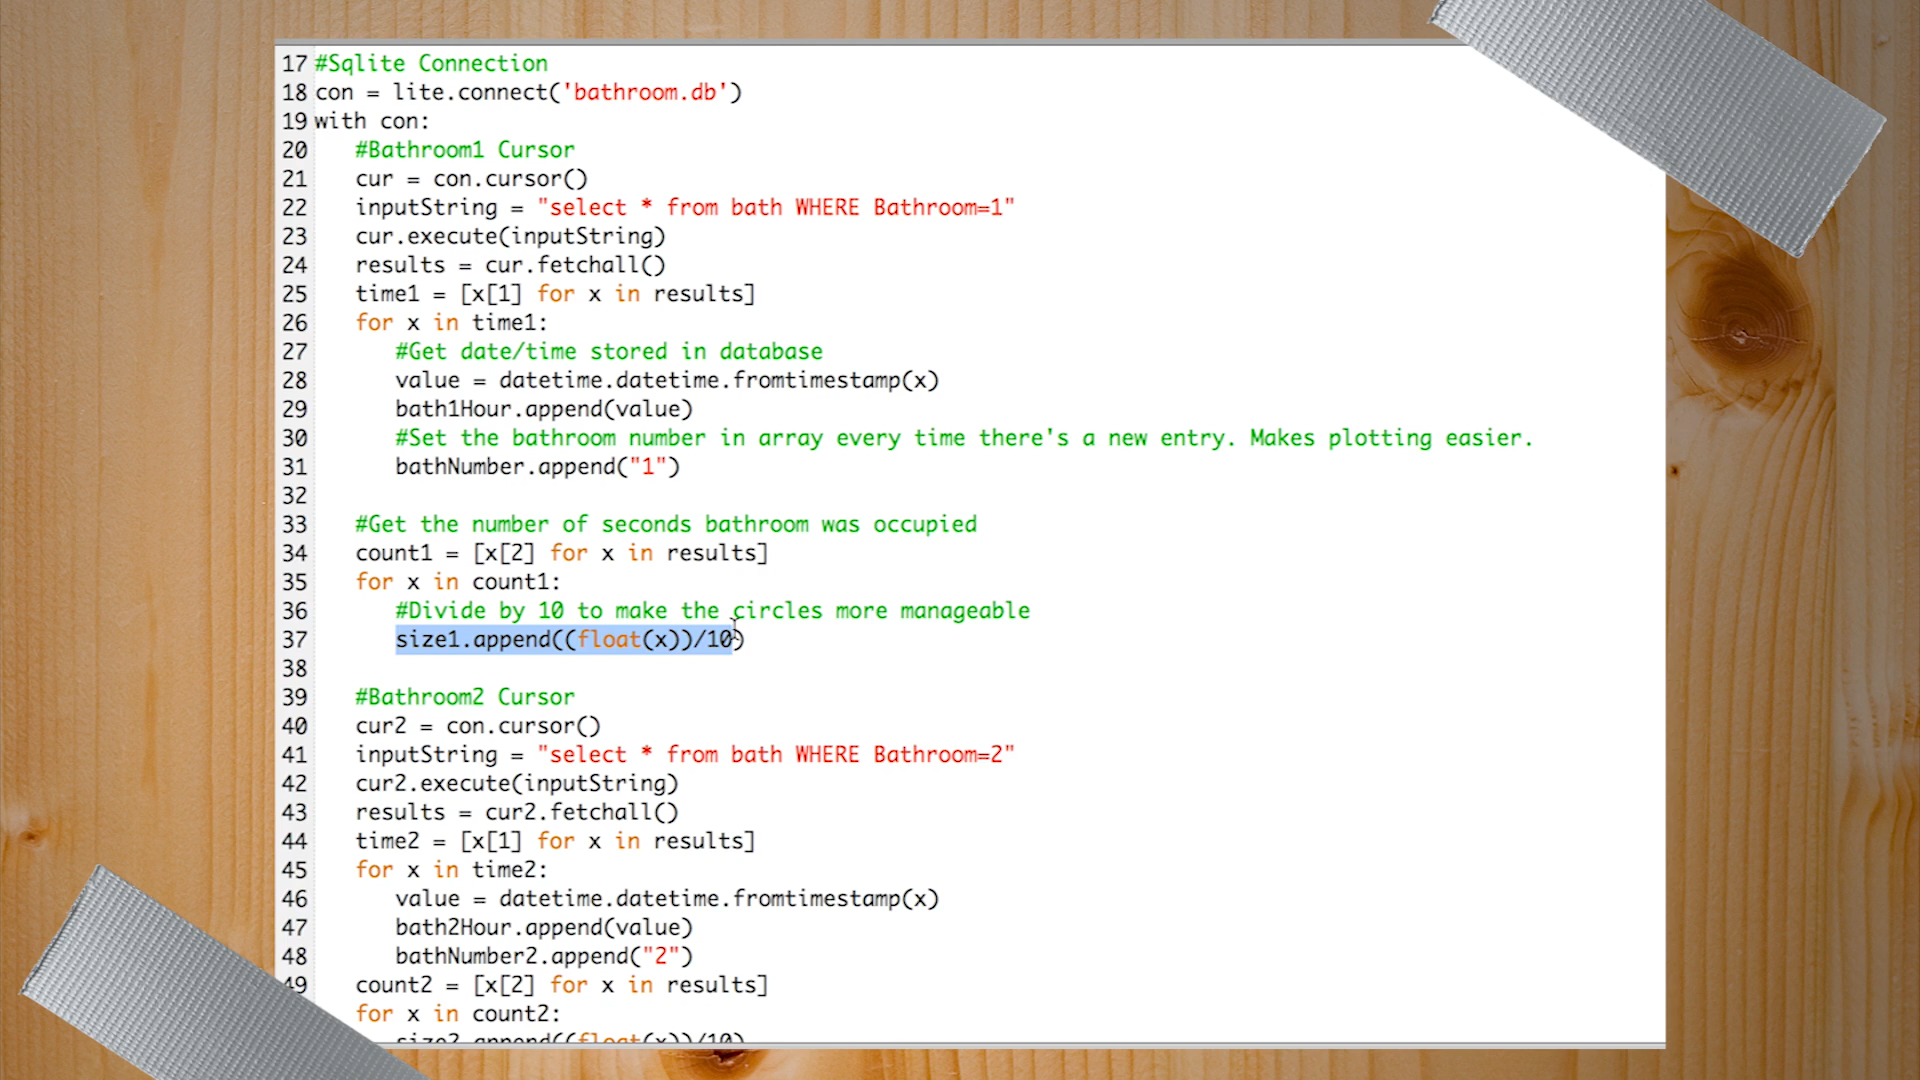 17 #Sqlite Connection
18 con = lite.connect('bathroom.db')
19 with con:
20 #Bathroom1 Cursor
21 cur = con.cursor()
22 inputString = "select * from bath WHERE Bathroom=1"
23 cur.execute(inputString)
24 results = cur.fetchall()
25 time1 = [x[1] for x in results]
26 for x in time1:
27 #Get date/time stored in database
28 value = datetime.datetime.fromtimestamp(x)
29 bath1Hour.append(value)
30 #Set the bathroom number in array every time there's a new entry. Makes plotting easier.
31 bathNumber.append("1")
32
33 #Get the number of seconds bathroom was occupied
34 count1 = [x[2] for x in results]
35 for x in count1:
36 #Divide by 10 to make the circles more manageable
37 size1.append((float(x))/10)
38
39 #Bathroom2 Cursor
40 cur2 = con.cursor()
41 inputString = "select * from bath WHERE Bathroom=2"
42 cur2.execute(inputString)
43 results = cur2.fetchall()
44 time2 = [x[1] for x in results]
45 for x in time2:
46 value = datetime.datetime.fromtimestamp(x)
47 bath2Hour.append(value)
48 bathNumber2.append("2")
49 count2 = [x[2] for x in results]
for x in count2:
size2.append((float(x))/10)